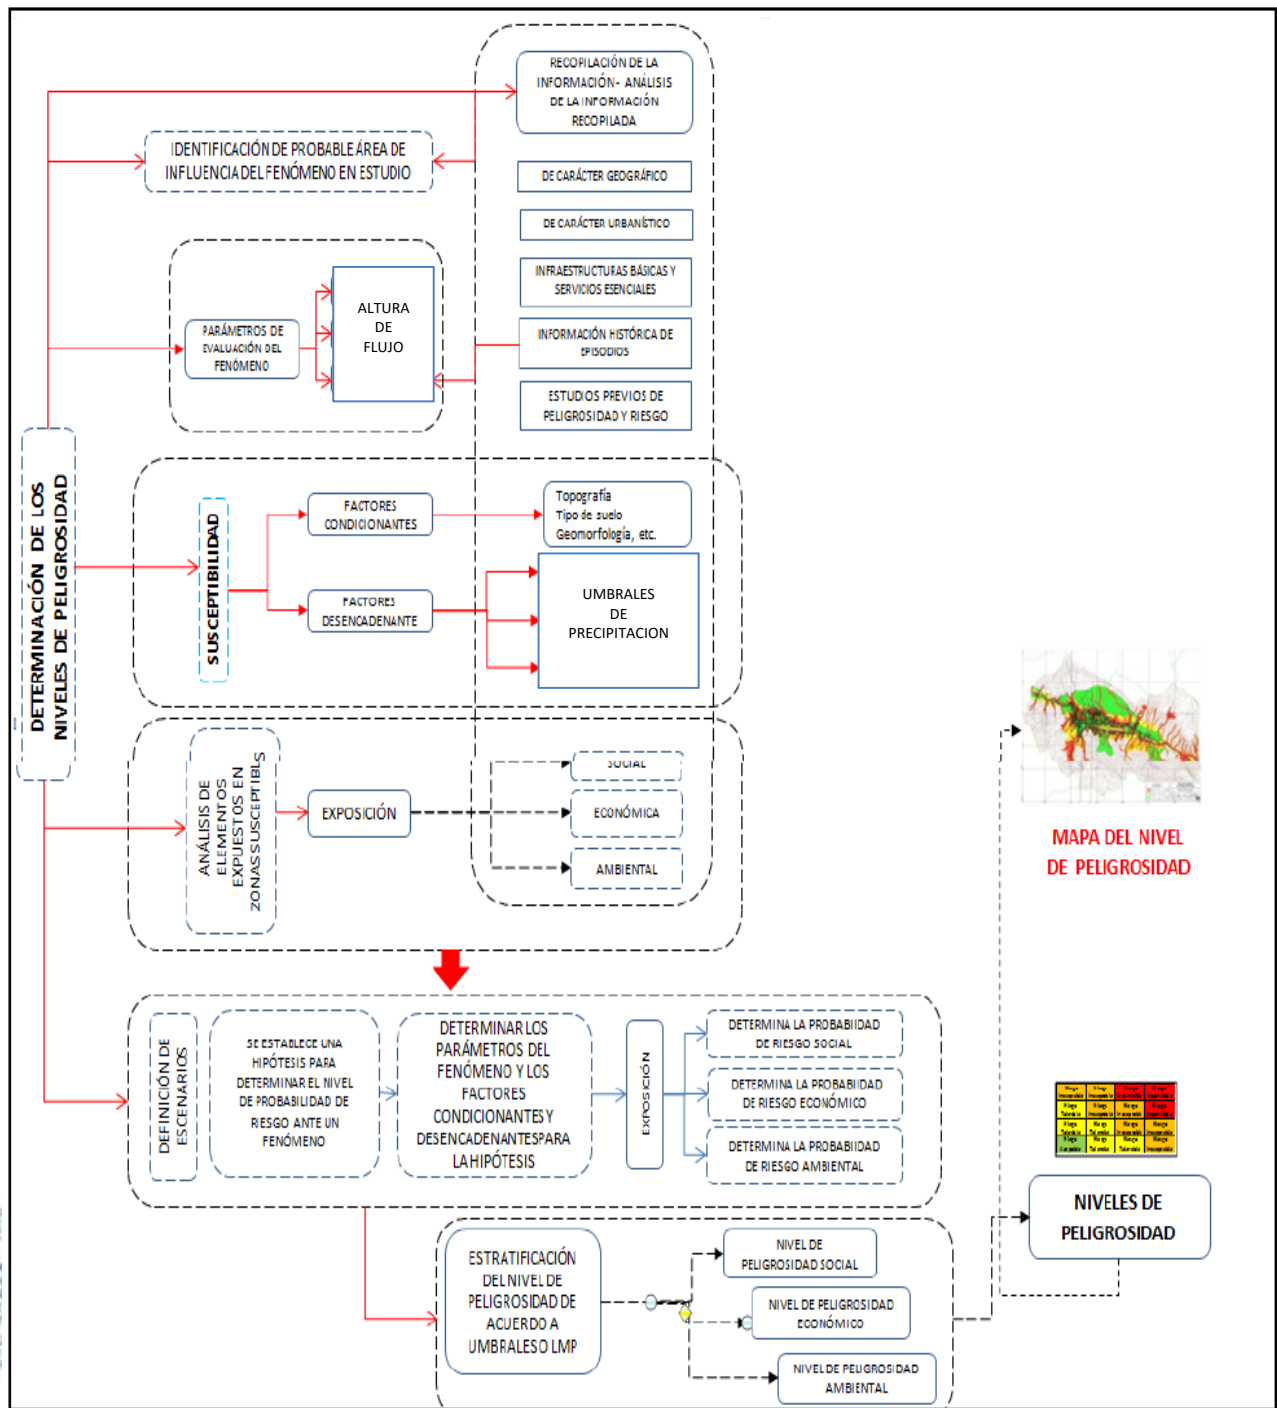 RECOPILACIÓN DE LA
INFORMACIÓN - ANÁLISIS
DE LA INFORMACIÓN
RECOPILADA
IDENTIFICACIÓN DE PROBABLE ÁREA DE
INFLUENCIA DEL FENÓMENO EN ESTUDIO
DE CARÁCTER GEOGRÁFICO
DE CARÁCTER URBANÍSTICO
INFRAESTRUCTURAS BÁSICAS Y
SERVICIOS ESENCIALES
INFORMACIÓN HISTÓRICA DE
EPISODIOS
ESTUDIOS PREVIOS DE
PELIGROSIDAD Y RIESGO
PARÁMETROS DE
EVALUACIÓN DEL
FENÓMENO
ALTURA
DE
FLUJO
DETERMINACIÓN DE LOS
NIVELES DE PELIGROSIDAD
SUSCEPTIBILIDAD
FACTORES
CONDICIONANTES
Topografía
Tipo de suelo
Geomorfología, etc.
FACTORES
DESENCADENANTE
UMBRALES
DE
PRECIPITACION
ANÁLISIS DE
ELEMENTOS
EXPUESTOS EN
ZONAS SUSCEPTIBLS
EXPOSICIÓN
SOCIAL
ECONÓMICA
AMBIENTAL
MAPA DEL NIVEL
DE PELIGROSIDAD
DEFINICIÓN DE
ESCENARIOS
SE ESTABLECE UNA
HIPÓTESIS PARA
DETERMINAR EL NIVEL
DE PROBABILIDAD DE
RIESGO ANTE UN
FENÓMENO
DETERMINAR LOS
PARÁMETROS DEL
FENÓMENO Y LOS
FACTORES
CONDICIONANTES Y
DESENCADENANTES PARA
LA HIPÓTESIS
EXPOSICIÓN
DETERMINA LA PROBABIIDAD
DE RIESGO SOCIAL
DETERMINA LA PROBABIIDAD
DE RIESGO ECONÓMICO
DETERMINA LA PROBABIIDAD
DE RIESGO AMBIENTAL
NIVELES DE
PELIGROSIDAD
ESTRATIFICACIÓN
DEL NIVEL DE
PELIGROSIDAD DE
ACUERDO A
UMBRALES O LMP
NIVEL DE
PELIGROSIDAD SOCIAL
NIVEL DE PELIGROSIDAD
ECONÓMICO
NIVEL DE PELIGROSIDAD
AMBIENTAL